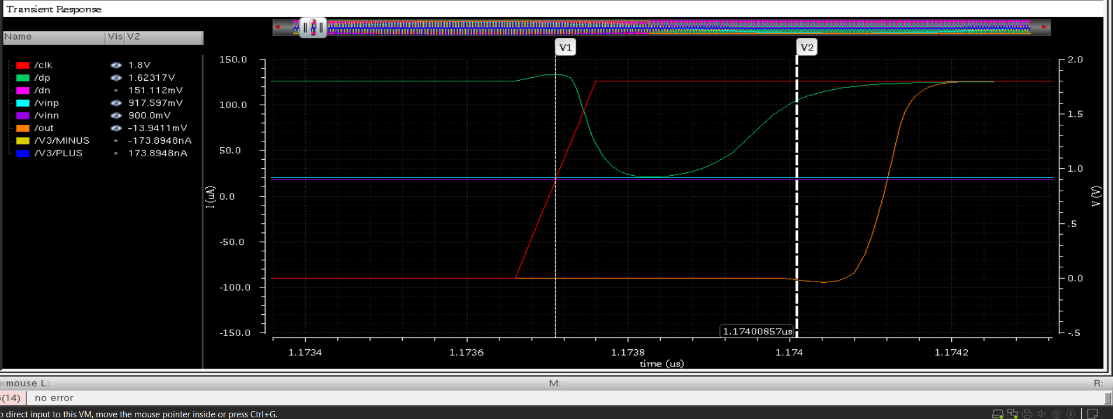 Transient Response
Name Vis V2
/clk 1.8V
/dp 1.62317V
/dn 151.112mV
/vinp 917.597mV
/vinn 900.0mV
/out -13.9411mV
/V3/MINUS -173.8948nA
/V3/PLUS 173.8948nA
V1 V2
150.0
100.0
50.0
0.0
-50.0
-100.0
-150.0
I (uA)
2.0
1.5
1.0
.5
0.0
-.5
V (V)
1.17400857us
1.1734 1.1736 1.1738 1.174 1.1742
time (us)
mouse L: M: R:
6(14) no error
o direct input to this VM, move the mouse pointer inside or press Ctrl+G.